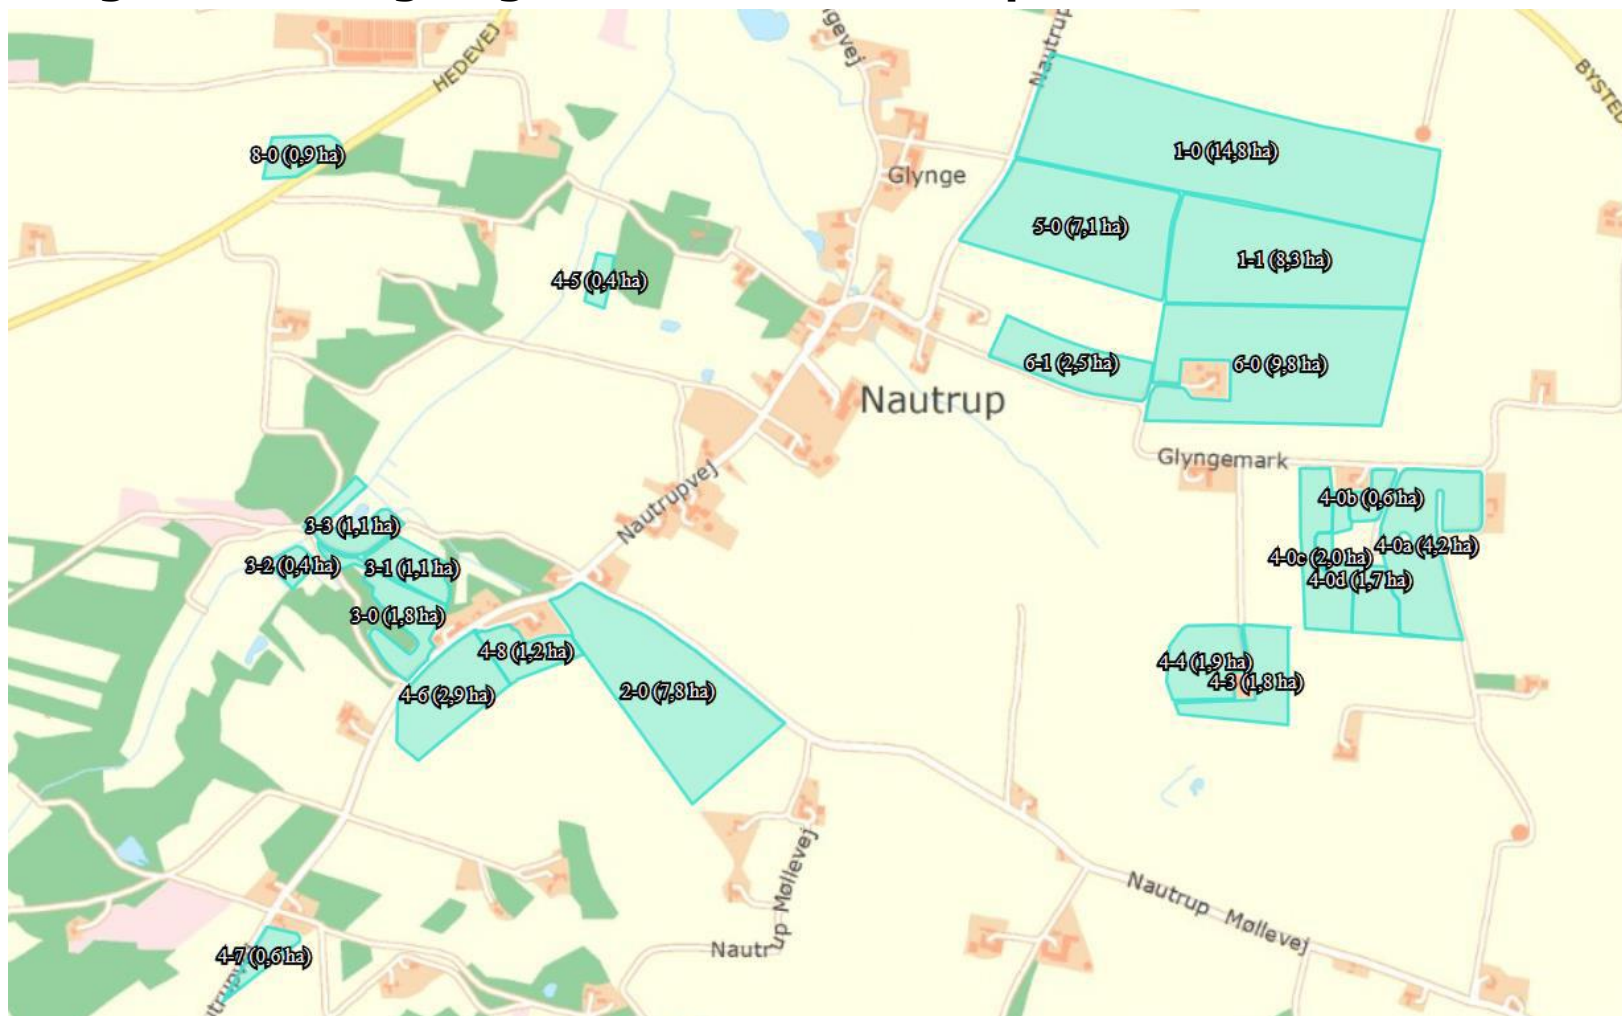 HEDEVEJ
Nautrup
BYSTED
8-0 (0,9 ha)
1-0 (14,8 ha)
Glynge
5-0 (7,1 ha)
1-1 (8,3 ha)
4-5 (0,4 ha)
6-1 (2,5 ha)
6-0 (9,8 ha)
Nautrup
Glyngemark
Nautrupvej
4-0b (0,6 ha)
3-3 (1,1 ha)
4-0a (4,2 ha)
4-0c (2,0 ha)
3-2 (0,4 ha)
3-1 (1,1 ha)
4-0d (1,7 ha)
3-0 (1,8 ha)
4-8 (1,2 ha)
4-4 (1,9 ha)
4-3 (1,8 ha)
4-6 (2,9 ha)
2-0 (7,8 ha)
Nautrup Møllevej
Nautrup Møllevej
4-7 (0,6 ha)